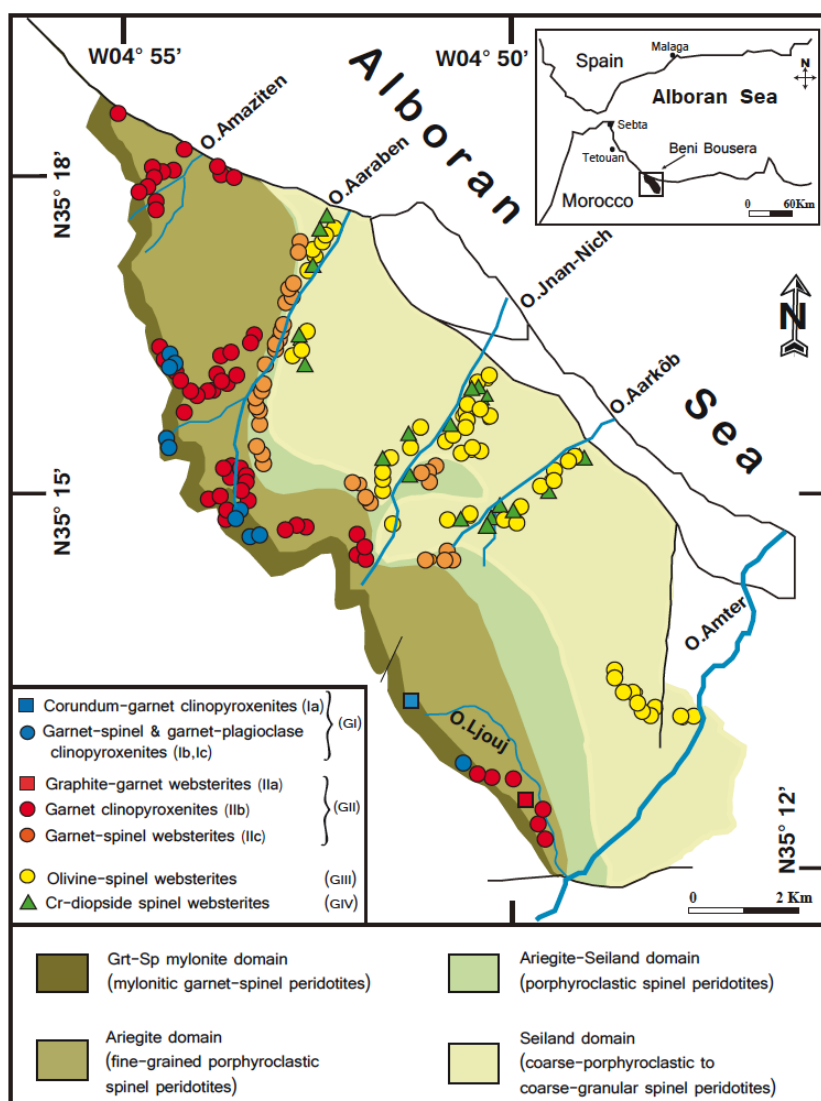 W04° 55’
W04° 50’
N35° 18’
N35° 15’
N35° 12’
Alboran
Sea
O.Amaziten
O.Aaraben
O.Jnan-Nich
O.Aarkôb
O.Amter
O.Ljouj
Spain
Malaga
N
Alboran Sea
Sebta
Tetouan
Beni Bousera
Morocco
0 60Km
N
Corundum-garnet clinopyroxenites (Ia)
Garnet-spinel & garnet-plagioclase
clinopyroxenites (Ib,Ic)
(GI)
Graphite-garnet websterites (IIa)
Garnet clinopyroxenites (IIb)
Garnet-spinel websterites (IIc)
(GII)
Olivine-spinel websterites (GIII)
Cr-diopside spinel websterites (GIV)
0 2 Km
Grt-Sp mylonite domain
(mylonitic garnet-spinel peridotites)
Ariegite domain
(fine-grained porphyroclastic
spinel peridotites)
Ariegite-Seiland domain
(porphyroclastic spinel peridotites)
Seiland domain
(coarse-porphyroclastic to
coarse-granular spinel peridotites)